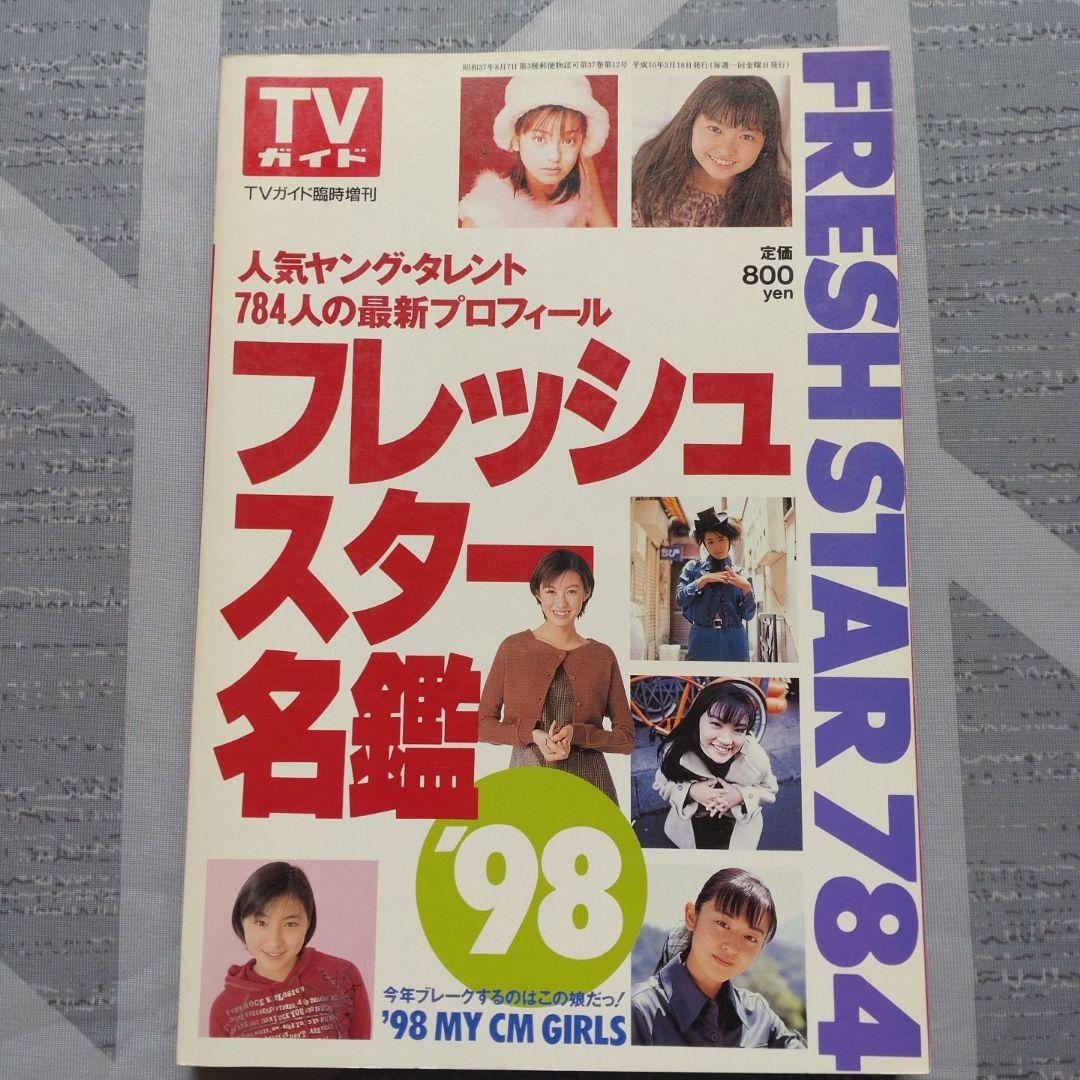 昭和37年8月7日 第3種郵便物認可第37巻第12号 平成10年3月18日発行(毎週一回金曜日発行)
TV
ガイド
TVガイド臨時増刊
人気ヤング・タレント
784人の最新プロフィール
定価
800
yen
フレッシュ
スター
名鑑
'98
今年ブレークするのはこの娘だっ!
'98 MY CM GIRLS
FRESH STAR 784
ちび